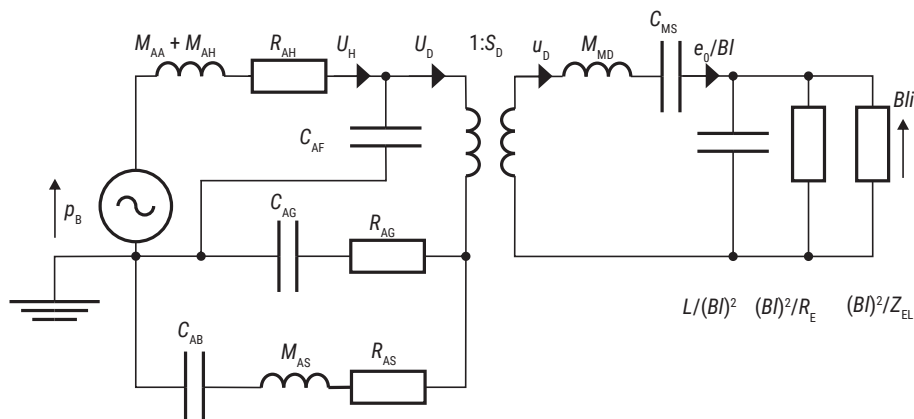 M_AA + M_AH
R_AH
U_H
U_D
1:S_D
u_D
M_MD
C_MS
e_0/Bl
C_AF
Bli
p_B
C_AG
R_AG
L/(Bl)²
(Bl)²/R_E
(Bl)²/Z_EL
C_AB
M_AS
R_AS